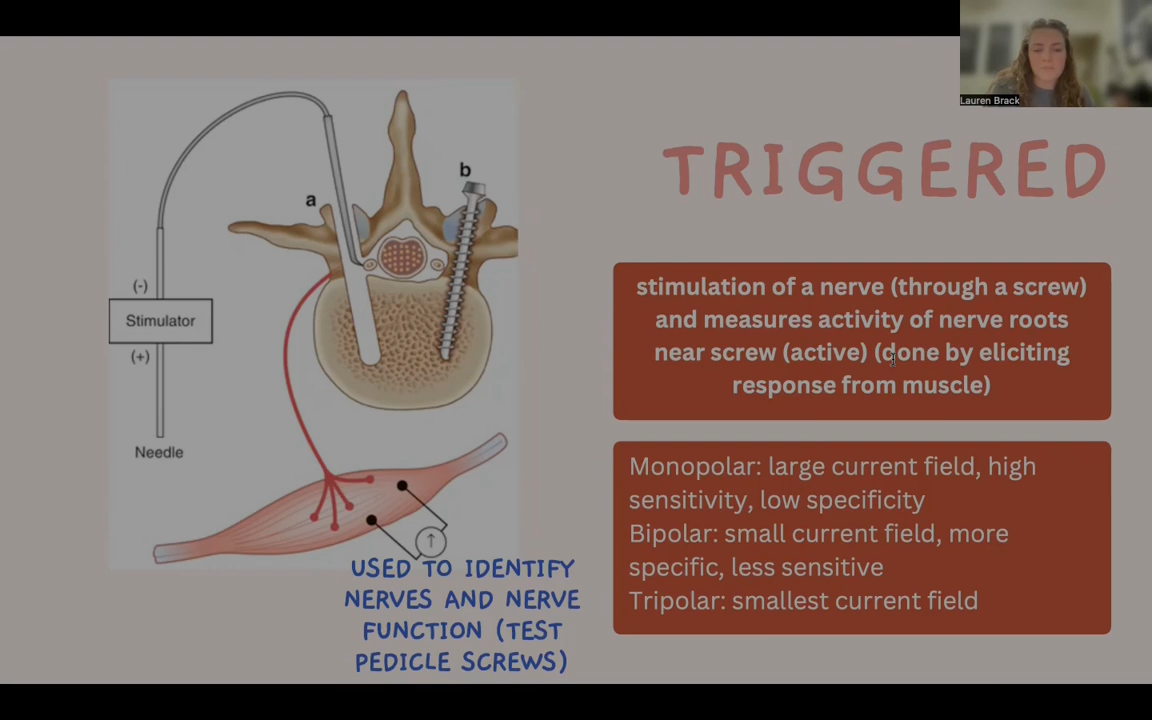 Lauren Brack
TRIGGERED
a
b
(-)
Stimulator
(+)
Needle
stimulation of a nerve (through a screw)
and measures activity of nerve roots
near screw (active) (done by eliciting
response from muscle)
Monopolar: large current field, high
sensitivity, low specificity
Bipolar: small current field, more
specific, less sensitive
Tripolar: smallest current field
USED TO IDENTIFY
NERVES AND NERVE
FUNCTION (TEST
PEDICLE SCREWS)